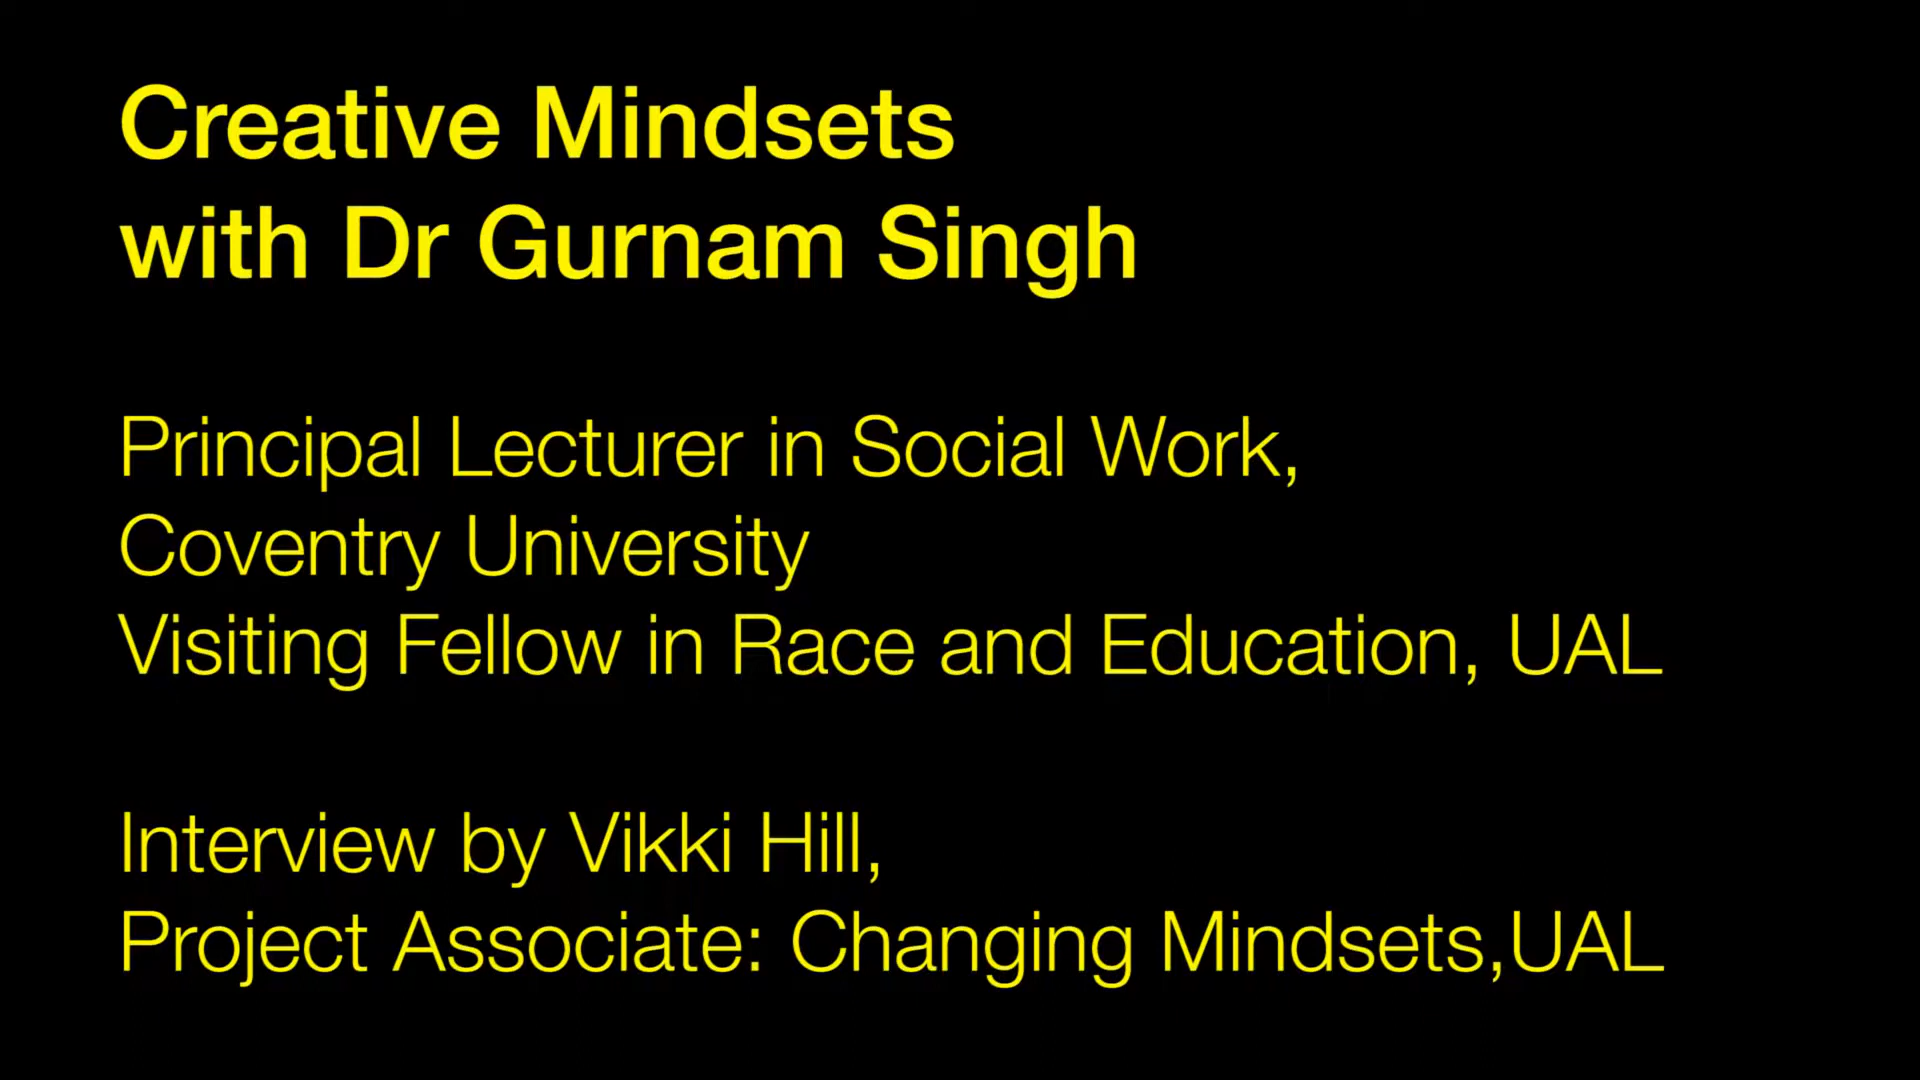 Creative Mindsets
with Dr Gurnam Singh
Principal Lecturer in Social Work,
Coventry University
Visiting Fellow in Race and Education, UAL
Interview by Vikki Hill,
Project Associate: Changing Mindsets,UAL